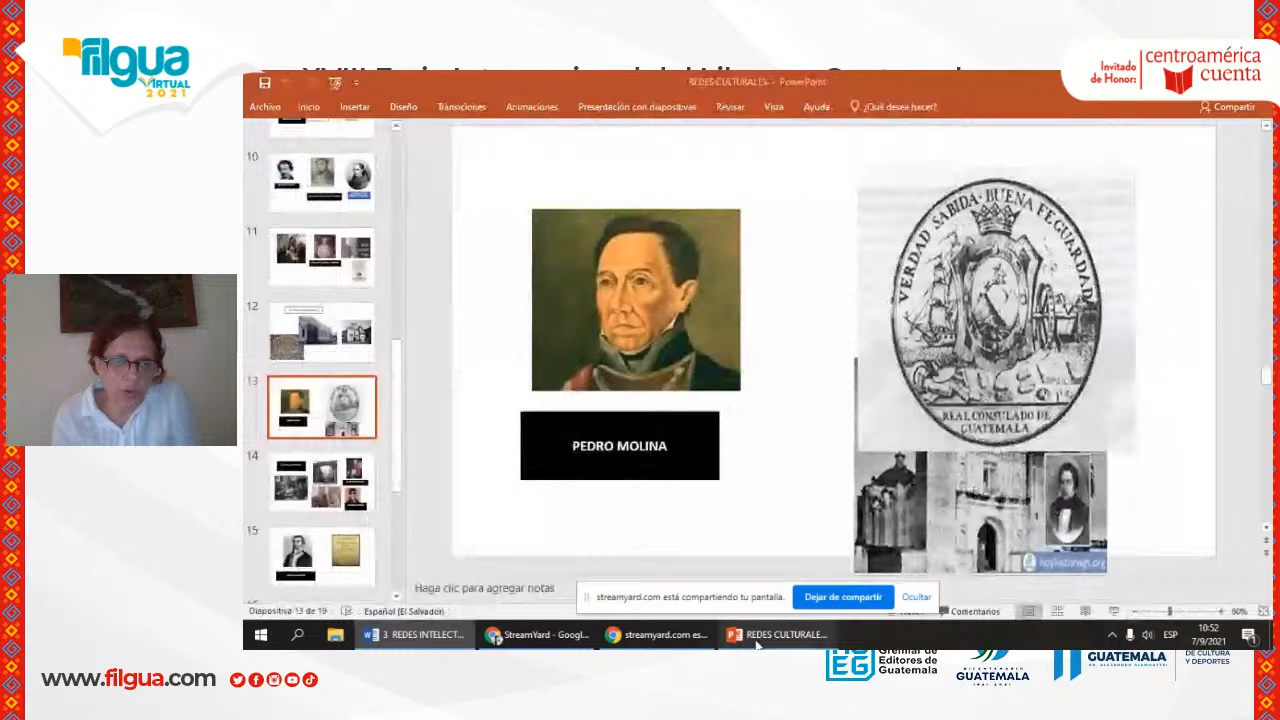 filgua
VIRTUAL
2021
Invitado
de Honor:
centroamérica
cuenta
REDES CULTURALES - PowerPoint
Archivo
Inicio
Insertar
Diseño
Transiciones
Animaciones
Presentación con diapositivas
Revisar
Vista
Ayuda
¿Qué desea hacer?
Compartir
10
11
12
13
14
15
PEDRO MOLINA
VERDAD SABIDA · BUENA FE GUARDADA
REAL CONSULADO DE
GUATEMALA
Haga clic para agregar notas
streamyard.com está compartiendo tu pantalla.
Dejar de compartir
Ocultar
Diapositiva 13 de 19
Español (El Salvador)
Comentarios
80%
3 REDES INTELECT...
StreamYard - Googl...
streamyard.com es...
REDES CULTURALE...
ESP
10:52
7/9/2021
www.filgua.com
Gremial de
Editores de
Guatemala
BICENTENARIO
GUATEMALA
GUATEMALA
DE CULTURA
Y DEPORTES